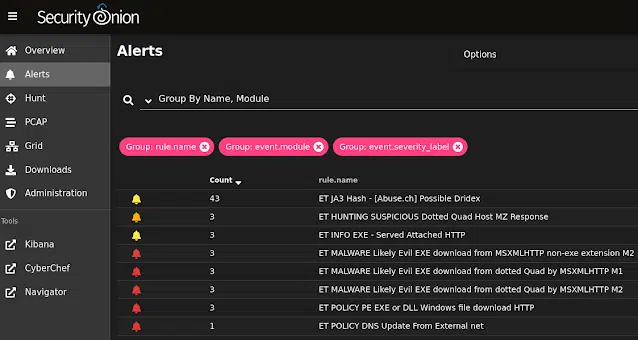 Security Onion
Overview
Alerts
Hunt
PCAP
Grid
Downloads
Administration
Tools
Kibana
CyberChef
Navigator
Alerts
Options
Group By Name, Module
Group: rule.name
Group: event.module
Group: event.severity_label
Count rule.name
43 ET JA3 Hash - [Abuse.ch] Possible Dridex
3 ET HUNTING SUSPICIOUS Dotted Quad Host MZ Response
3 ET INFO EXE - Served Attached HTTP
3 ET MALWARE Likely Evil EXE download from MSXMLHTTP non-exe extension M2
3 ET MALWARE Likely Evil EXE download from dotted Quad by MSXMLHTTP M1
3 ET MALWARE Likely Evil EXE download from dotted Quad by MSXMLHTTP M2
3 ET POLICY PE EXE or DLL Windows file download HTTP
1 ET POLICY DNS Update From External net